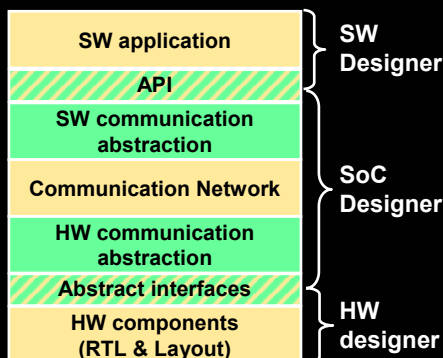 SW application
API
SW communication
abstraction
Communication Network
HW communication
abstraction
Abstract interfaces
HW components
(RTL & Layout)
SW
Designer
SoC
Designer
HW
designer